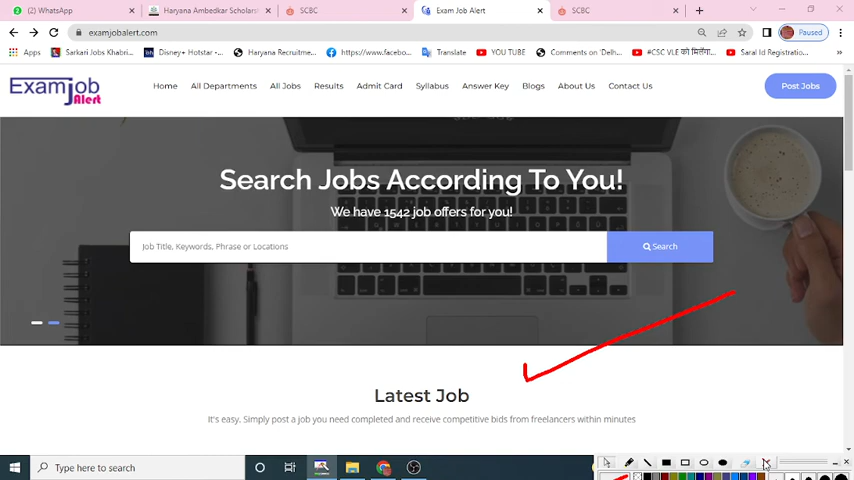 (2) WhatsApp
Haryana Ambedkar Scholarsh
SCBC
Exam Job Alert
SCBC
examjobalert.com
Paused
Apps
Sarkari Jobs Khabri...
Disney+ Hotstar -...
Haryana Recruitme...
https://www.facebo...
Translate
YOU TUBE
Comments on 'Delh...
#CSC VLE को मिलेंगा...
Saral Id Registratio...
Examjob
Alert
Home
All Departments
All Jobs
Results
Admit Card
Syllabus
Answer Key
Blogs
About Us
Contact Us
Post Jobs
Search Jobs According To You!
We have 1542 job offers for you!
Job Title, Keywords, Phrase or Locations
Search
Latest Job
It's easy. Simply post a job you need completed and receive competitive bids from freelancers within minutes
Type here to search